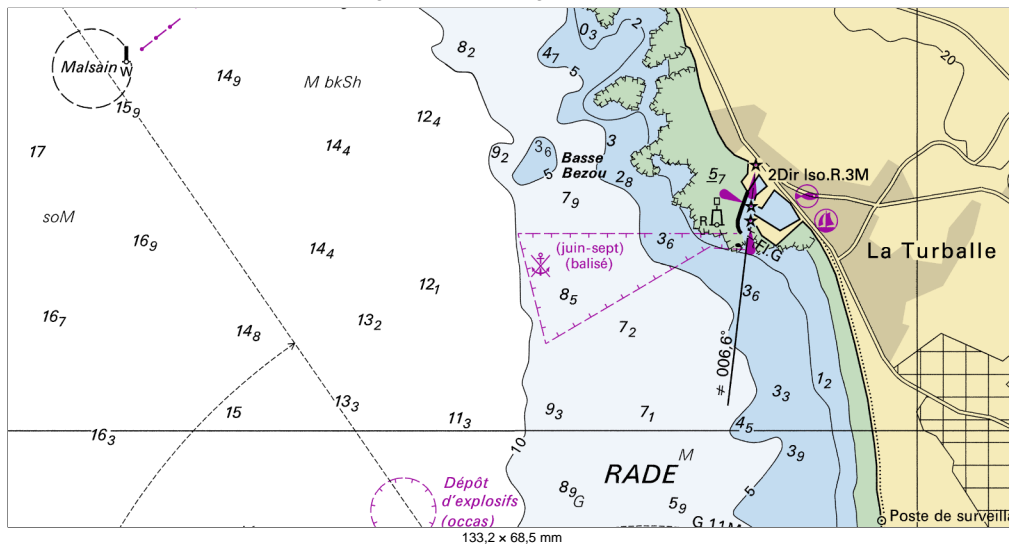 8₂
0₃
2
4₇
5
20
Malsain
W
14₉
M bkSh
15₉
12₄
3
17
14₄
9₂
3₆
5
Basse
Bezou
2₈
2Dir Iso.R.3M
5₇
7₉
soM
R
16₉
14₄
3₆
(juin-sept)
(balisé)
Fl.G
La Turballe
12₁
8₅
3₆
16₇
14₈
13₂
7₂
≠ 006,6°
1₂
3₃
15
13₃
11₃
9₃
7₁
4₅
16₃
10
3₉
M
RADE
Dépôt
d'explosifs
(occas)
8₉
G
5₉
5
G 11M
Poste de surveilla
133,2 × 68,5 mm